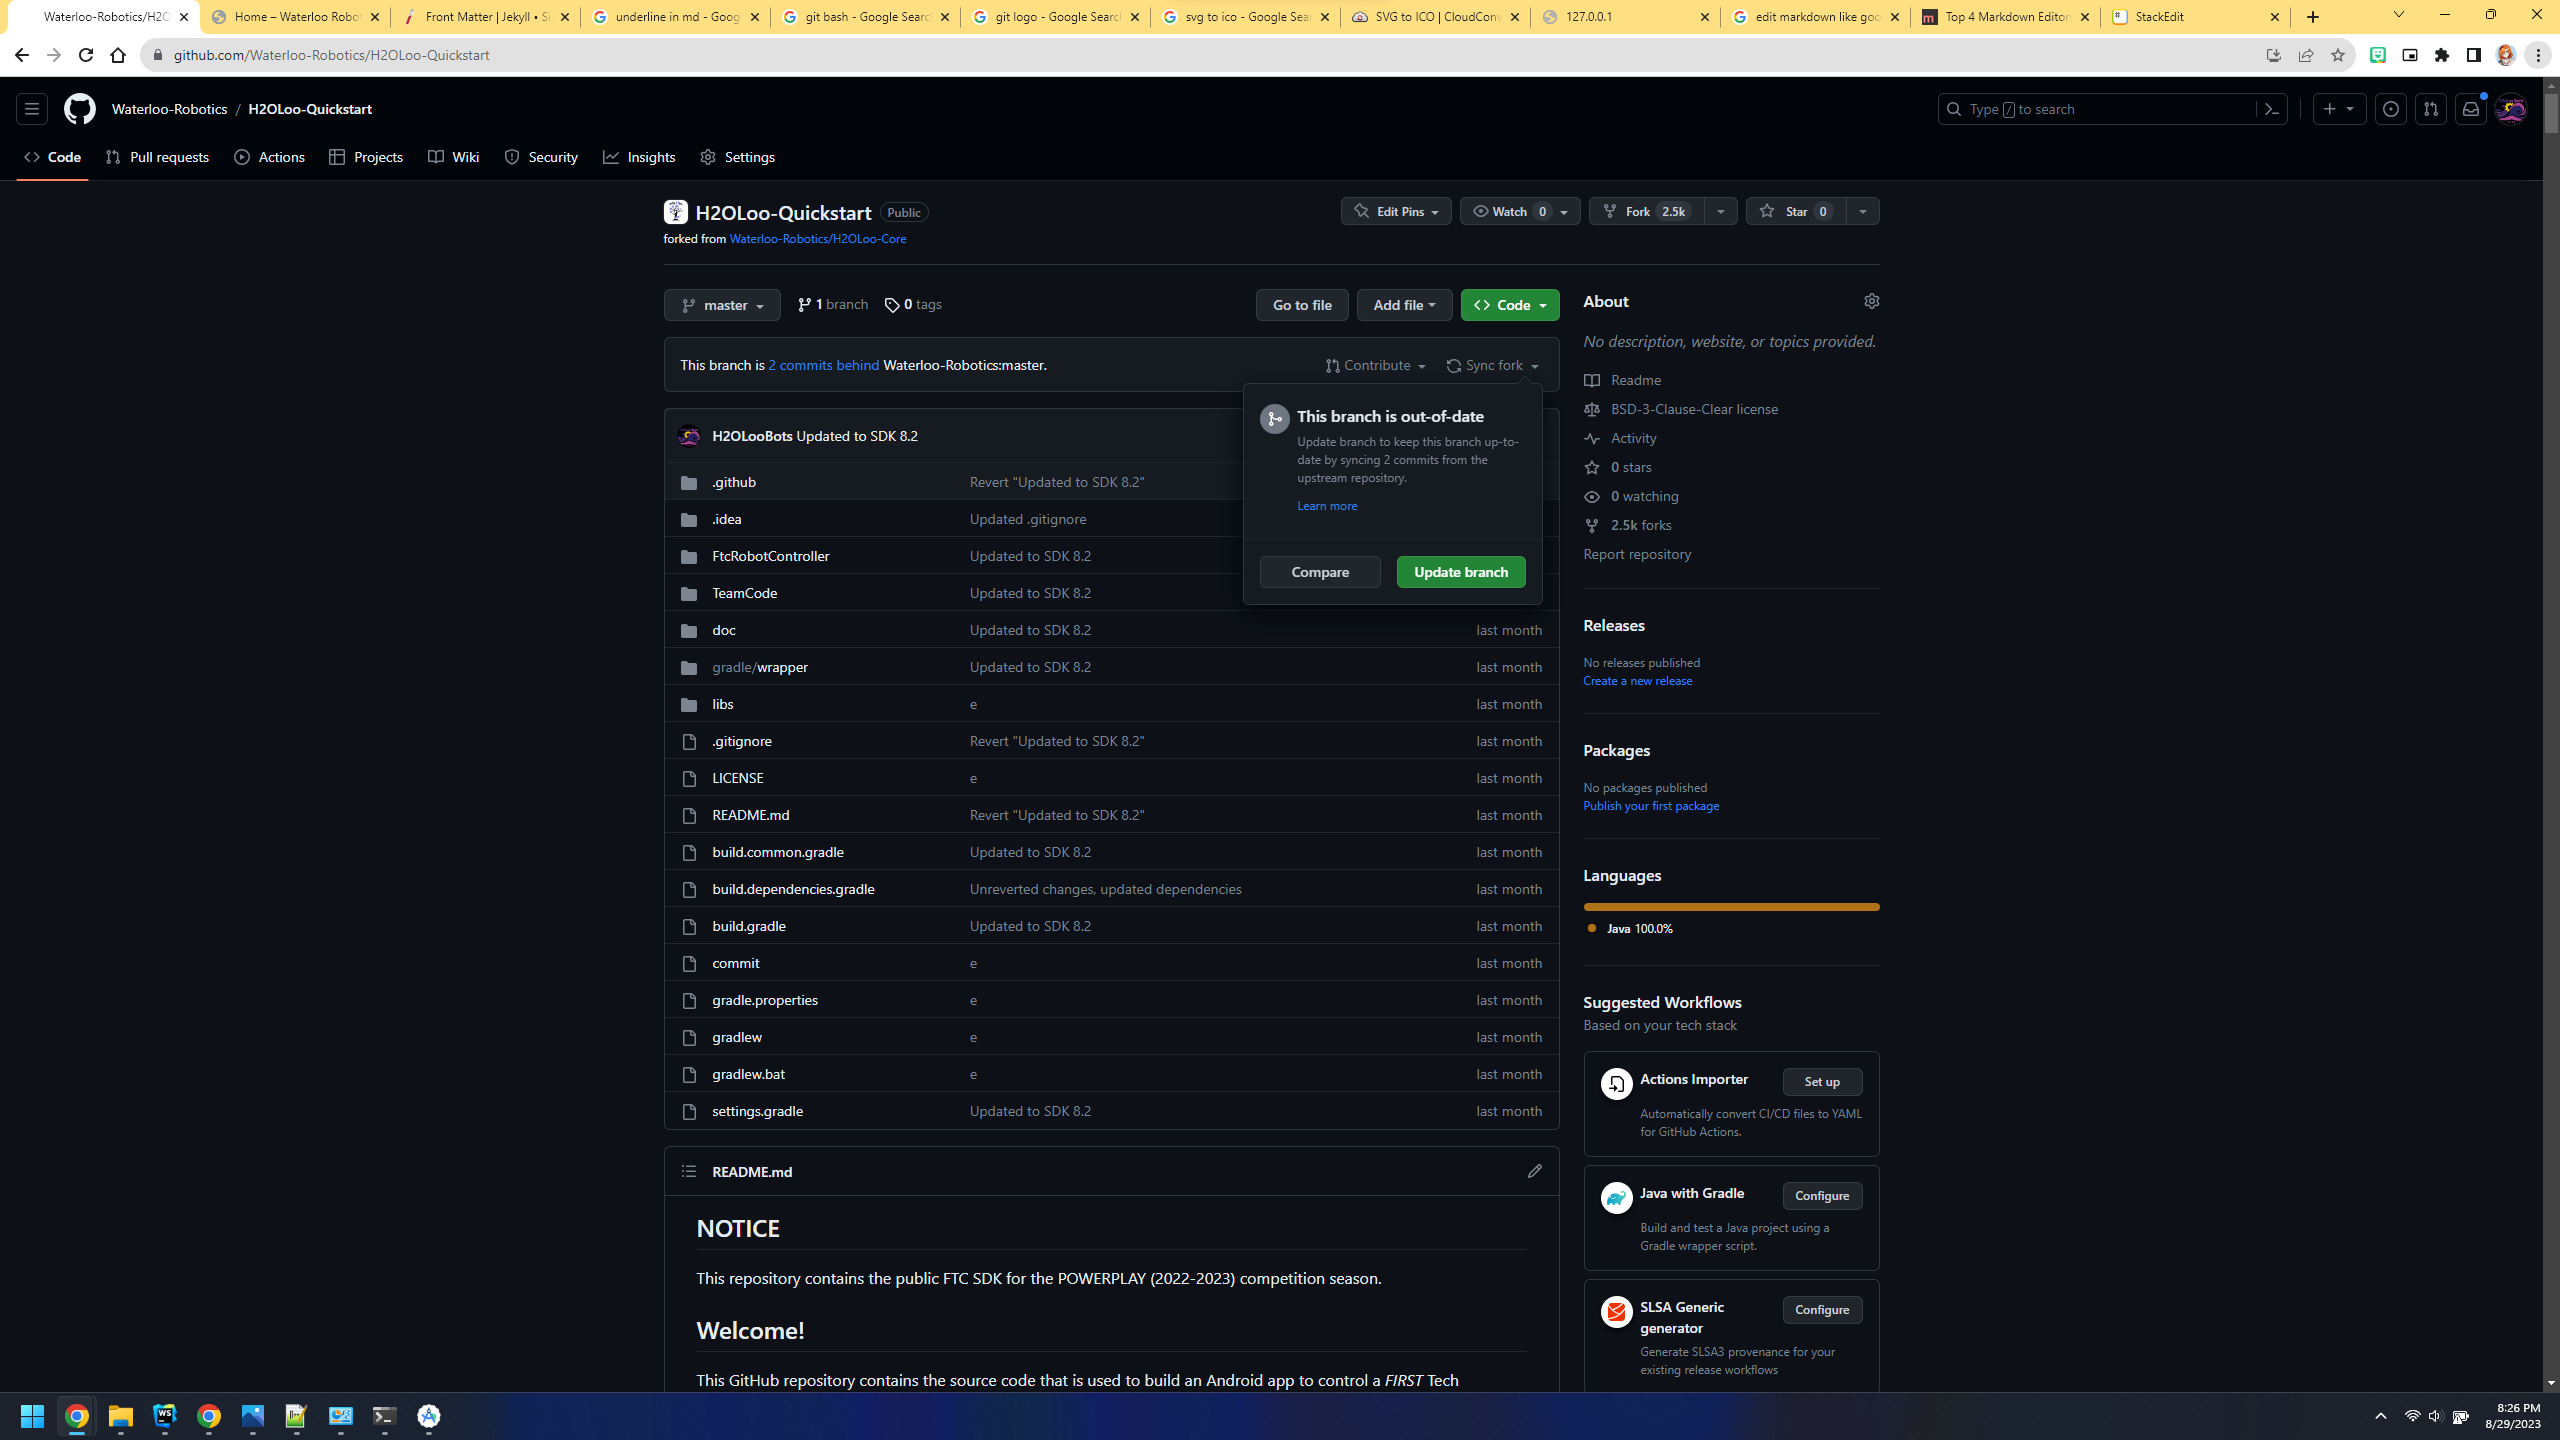 Waterloo-Robotics/H2O
Home – Waterloo Robot
Front Matter | Jekyll • Si
underline in md - Goog
git bash - Google Search
git logo - Google Search
svg to ico - Google Sea
SVG to ICO | CloudConv
127.0.0.1
edit markdown like goo
Top 4 Markdown Editor
StackEdit
github.com/Waterloo-Robotics/H2OLoo-Quickstart
Waterloo-Robotics / H2OLoo-Quickstart
Type / to search
Code
Pull requests
Actions
Projects
Wiki
Security
Insights
Settings
H2OLoo-Quickstart Public
Edit Pins
Watch 0
Fork 2.5k
Star 0
forked from Waterloo-Robotics/H2OLoo-Core
master
1 branch
0 tags
Go to file
Add file
Code
This branch is 2 commits behind Waterloo-Robotics:master.
Contribute
Sync fork
This branch is out-of-date
Update branch to keep this branch up-to-
date by syncing 2 commits from the
upstream repository.
Learn more
Compare
Update branch
H2OLooBots Updated to SDK 8.2
.github Revert "Updated to SDK 8.2"
.idea Updated .gitignore
FtcRobotController Updated to SDK 8.2
TeamCode Updated to SDK 8.2
doc Updated to SDK 8.2 last month
gradle/wrapper Updated to SDK 8.2 last month
libs e last month
.gitignore Revert "Updated to SDK 8.2" last month
LICENSE e last month
README.md Revert "Updated to SDK 8.2" last month
build.common.gradle Updated to SDK 8.2 last month
build.dependencies.gradle Unreverted changes, updated dependencies last month
build.gradle Updated to SDK 8.2 last month
commit e last month
gradle.properties e last month
gradlew e last month
gradlew.bat e last month
settings.gradle Updated to SDK 8.2 last month
README.md
NOTICE
This repository contains the public FTC SDK for the POWERPLAY (2022-2023) competition season.
Welcome!
This GitHub repository contains the source code that is used to build an Android app to control a FIRST Tech
About
No description, website, or topics provided.
Readme
BSD-3-Clause-Clear license
Activity
0 stars
0 watching
2.5k forks
Report repository
Releases
No releases published
Create a new release
Packages
No packages published
Publish your first package
Languages
Java 100.0%
Suggested Workflows
Based on your tech stack
Actions Importer
Set up
Automatically convert CI/CD files to YAML
for GitHub Actions.
Java with Gradle
Configure
Build and test a Java project using a
Gradle wrapper script.
SLSA Generic
generator
Configure
Generate SLSA3 provenance for your
existing release workflows
8:26 PM
8/29/2023